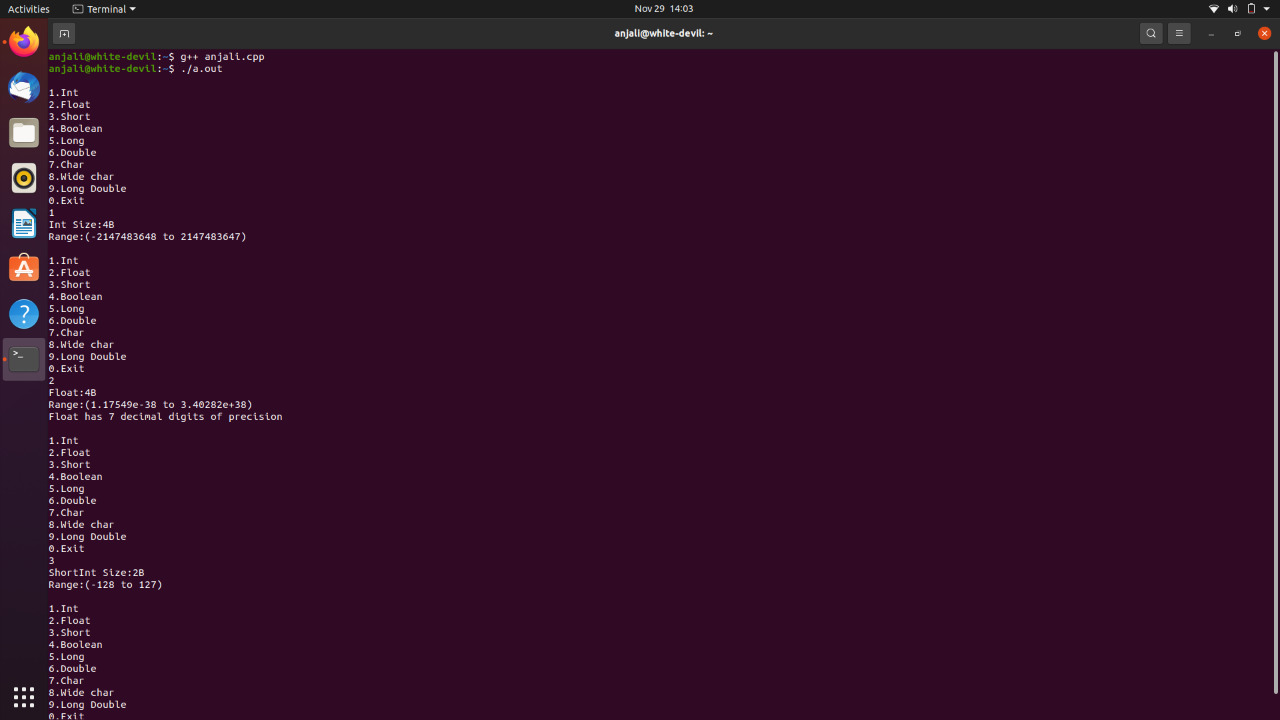 Activities
Terminal
Nov 29 14:03
anjali@white-devil: ~
anjali@white-devil:~$ g++ anjali.cpp
anjali@white-devil:~$ ./a.out
1.Int
2.Float
3.Short
4.Boolean
5.Long
6.Double
7.Char
8.Wide char
9.Long Double
0.Exit
1
Int Size:4B
Range:(-2147483648 to 2147483647)
1.Int
2.Float
3.Short
4.Boolean
5.Long
6.Double
7.Char
8.Wide char
9.Long Double
0.Exit
2
Float:4B
Range:(1.17549e-38 to 3.40282e+38)
Float has 7 decimal digits of precision
1.Int
2.Float
3.Short
4.Boolean
5.Long
6.Double
7.Char
8.Wide char
9.Long Double
0.Exit
3
ShortInt Size:2B
Range:(-128 to 127)
1.Int
2.Float
3.Short
4.Boolean
5.Long
6.Double
7.Char
8.Wide char
9.Long Double
0.Exit